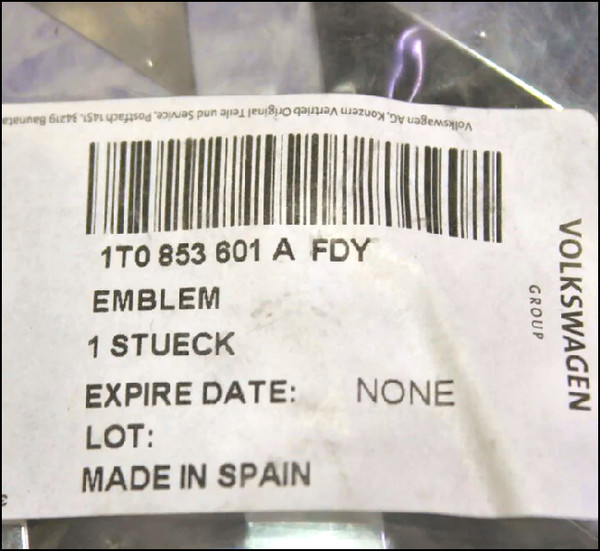 Volkswagen AG, Konzern Vertrieb Original Teile und Service, Postfach 1451, 34219 Baunata
1T0 853 601 A FDY
EMBLEM
1 STUECK
EXPIRE DATE: NONE
LOT:
MADE IN SPAIN
VOLKSWAGEN
GROUP